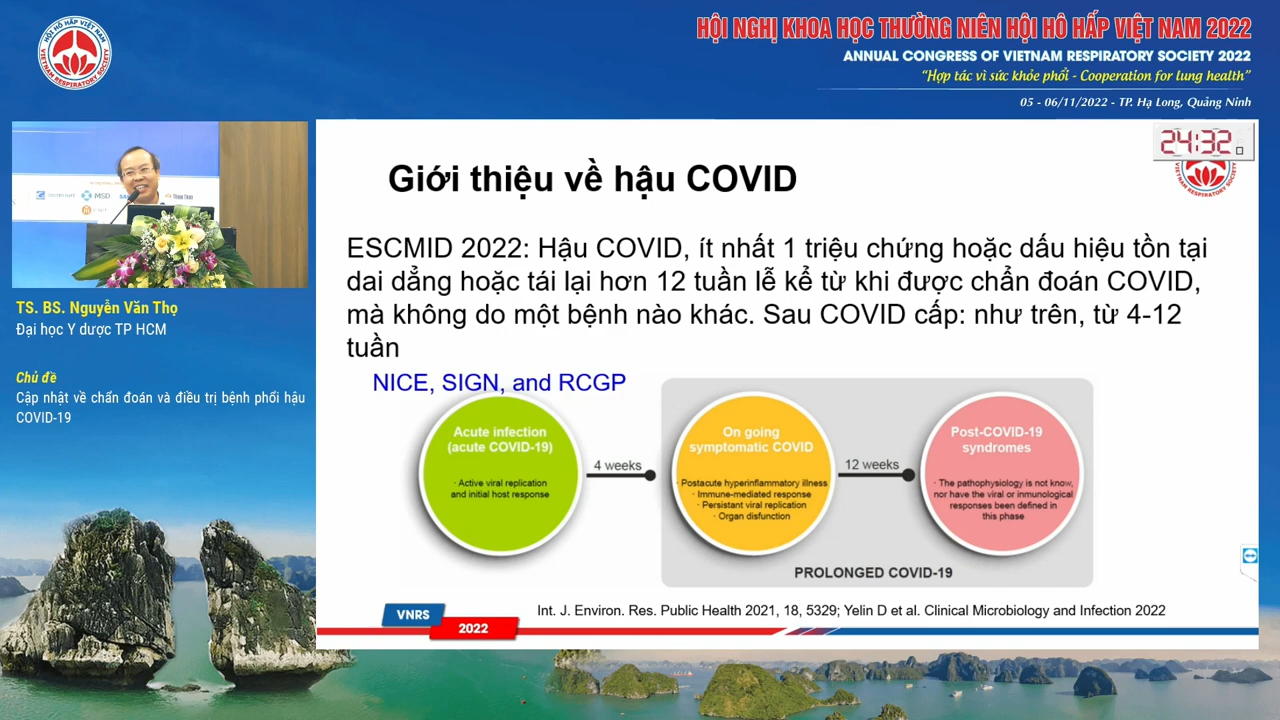 HỘI HÔ HẤP VIỆT NAM
VIETNAM RESPIRATORY SOCIETY
HỘI NGHỊ KHOA HỌC THƯỜNG NIÊN HỘI HÔ HẤP VIỆT NAM 2022
ANNUAL CONGRESS OF VIETNAM RESPIRATORY SOCIETY 2022
“Hợp tác vì sức khỏe phổi - Cooperation for lung health”
05 - 06/11/2022 - TP. Hạ Long, Quảng Ninh
MSD
TS. BS. Nguyễn Văn Thọ
Đại học Y dược TP HCM
Chủ đề
Cập nhật về chẩn đoán và điều trị bệnh phổi hậu
COVID-19
24:32
Giới thiệu về hậu COVID
ESCMID 2022: Hậu COVID, ít nhất 1 triệu chứng hoặc dấu hiệu tồn tại
dai dẳng hoặc tái lại hơn 12 tuần lễ kể từ khi được chẩn đoán COVID,
mà không do một bệnh nào khác. Sau COVID cấp: như trên, từ 4-12
tuần
NICE, SIGN, and RCGP
Acute infection
(acute COVID-19)
· Active viral replication
and initial host response
4 weeks
On going
symptomatic COVID
· Postacute hyperinflammatory illness
· Immune-mediated response
· Persistant viral replication
· Organ disfunction
12 weeks
Post-COVID-19
syndromes
· The pathophysiology is not know,
nor have the viral or inmunological
responses been defined in
this phase
PROLONGED COVID-19
Int. J. Environ. Res. Public Health 2021, 18, 5329; Yelin D et al. Clinical Microbiology and Infection 2022
VNRS
2022